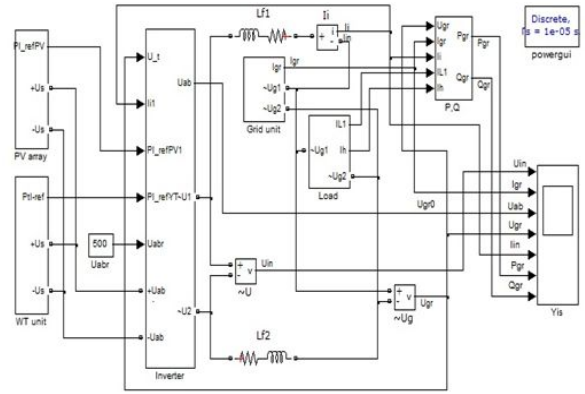 Lf1
Ii
Ii
Iin
Discrete,
s = 1e-05 s
powergui
PI_refPV
+Us
-Us
PV array
Ptl-ref
+Us
-Us
WT unit
500
Uabr
U_t
Ii1
PI_refPV1
PI_refYT
Uabr
+Uab
-Uab
Uab
~U1
~U2
Inverter
Igr
~Ug1
~Ug2
Grid unit
Igr
IL1
Ih
~Ug1
~Ug2
Load
Ugr
Igr
Ii
IL1
Ih
Pgr
Qgr
P,Q
Pgr
Qgr
Ugr0
+
-
v
~U
Uin
+
-
v
~Ug
Ugr
Lf2
Uin
Igr
Uab
Ugr
Iin
Pgr
Qgr
Yis